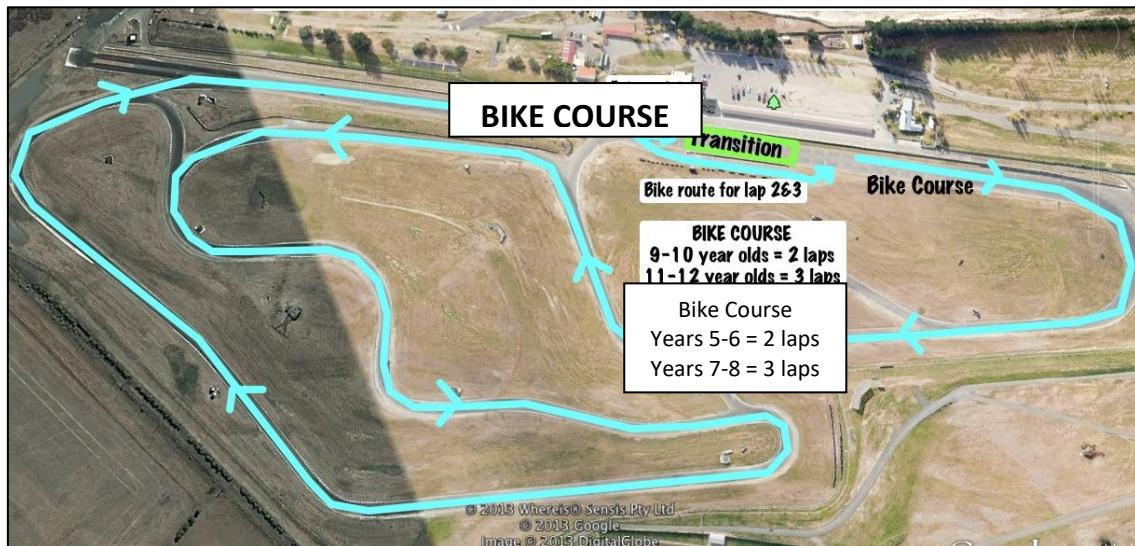 BIKE COURSE
Transition
Bike Course
Bike route for lap 2&3
BIKE COURSE
9-10 year olds = 2 laps
11-12 year olds = 3 laps
Bike Course
Years 5-6 = 2 laps
Years 7-8 = 3 laps
© 2013 Whereis® Sensis Pty Ltd
© 2013 Google
Image © 2013 DigitalGlobe